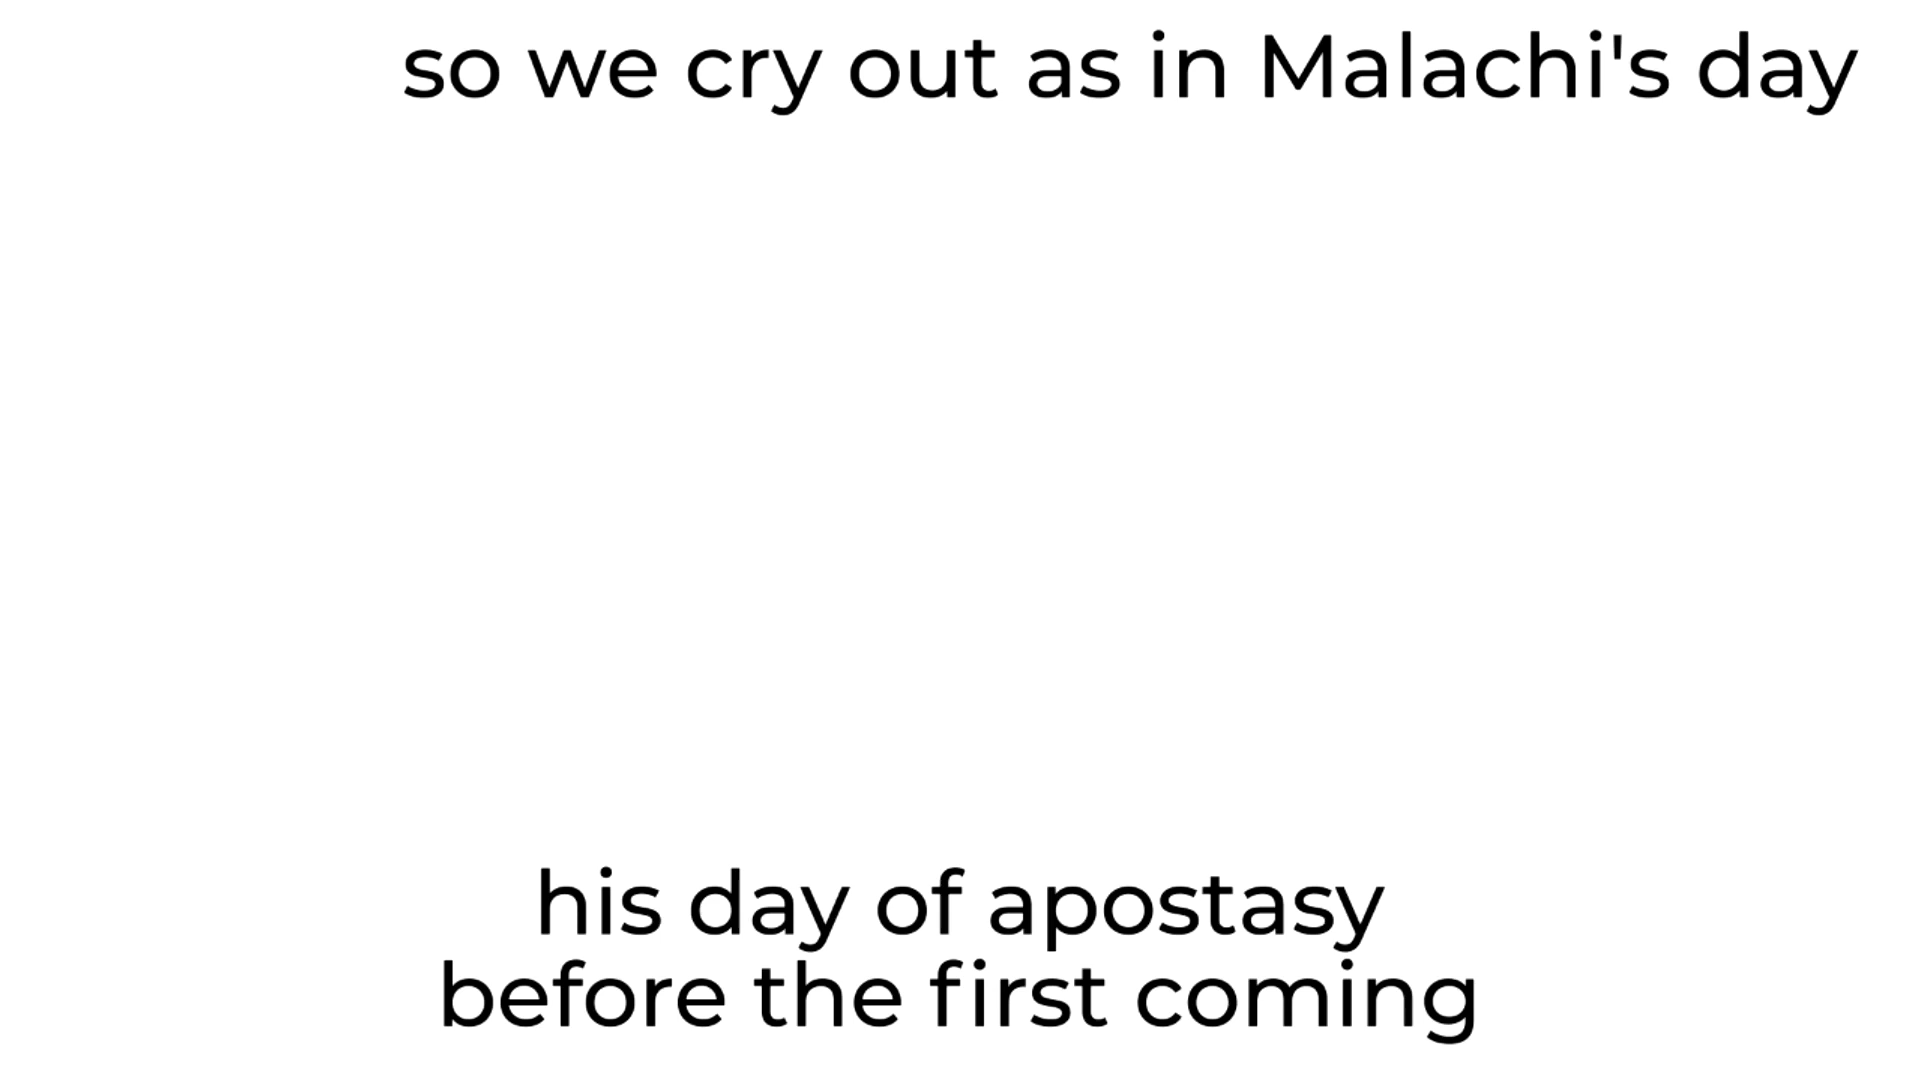 so we cry out as in Malachi's day
his day of apostasy
before the first coming